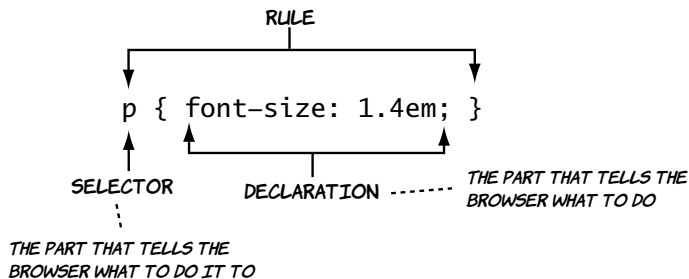 RULE
p { font-size: 1.4em; }
SELECTOR
DECLARATION
THE PART THAT TELLS THE
BROWSER WHAT TO DO
THE PART THAT TELLS THE
BROWSER WHAT TO DO IT TO